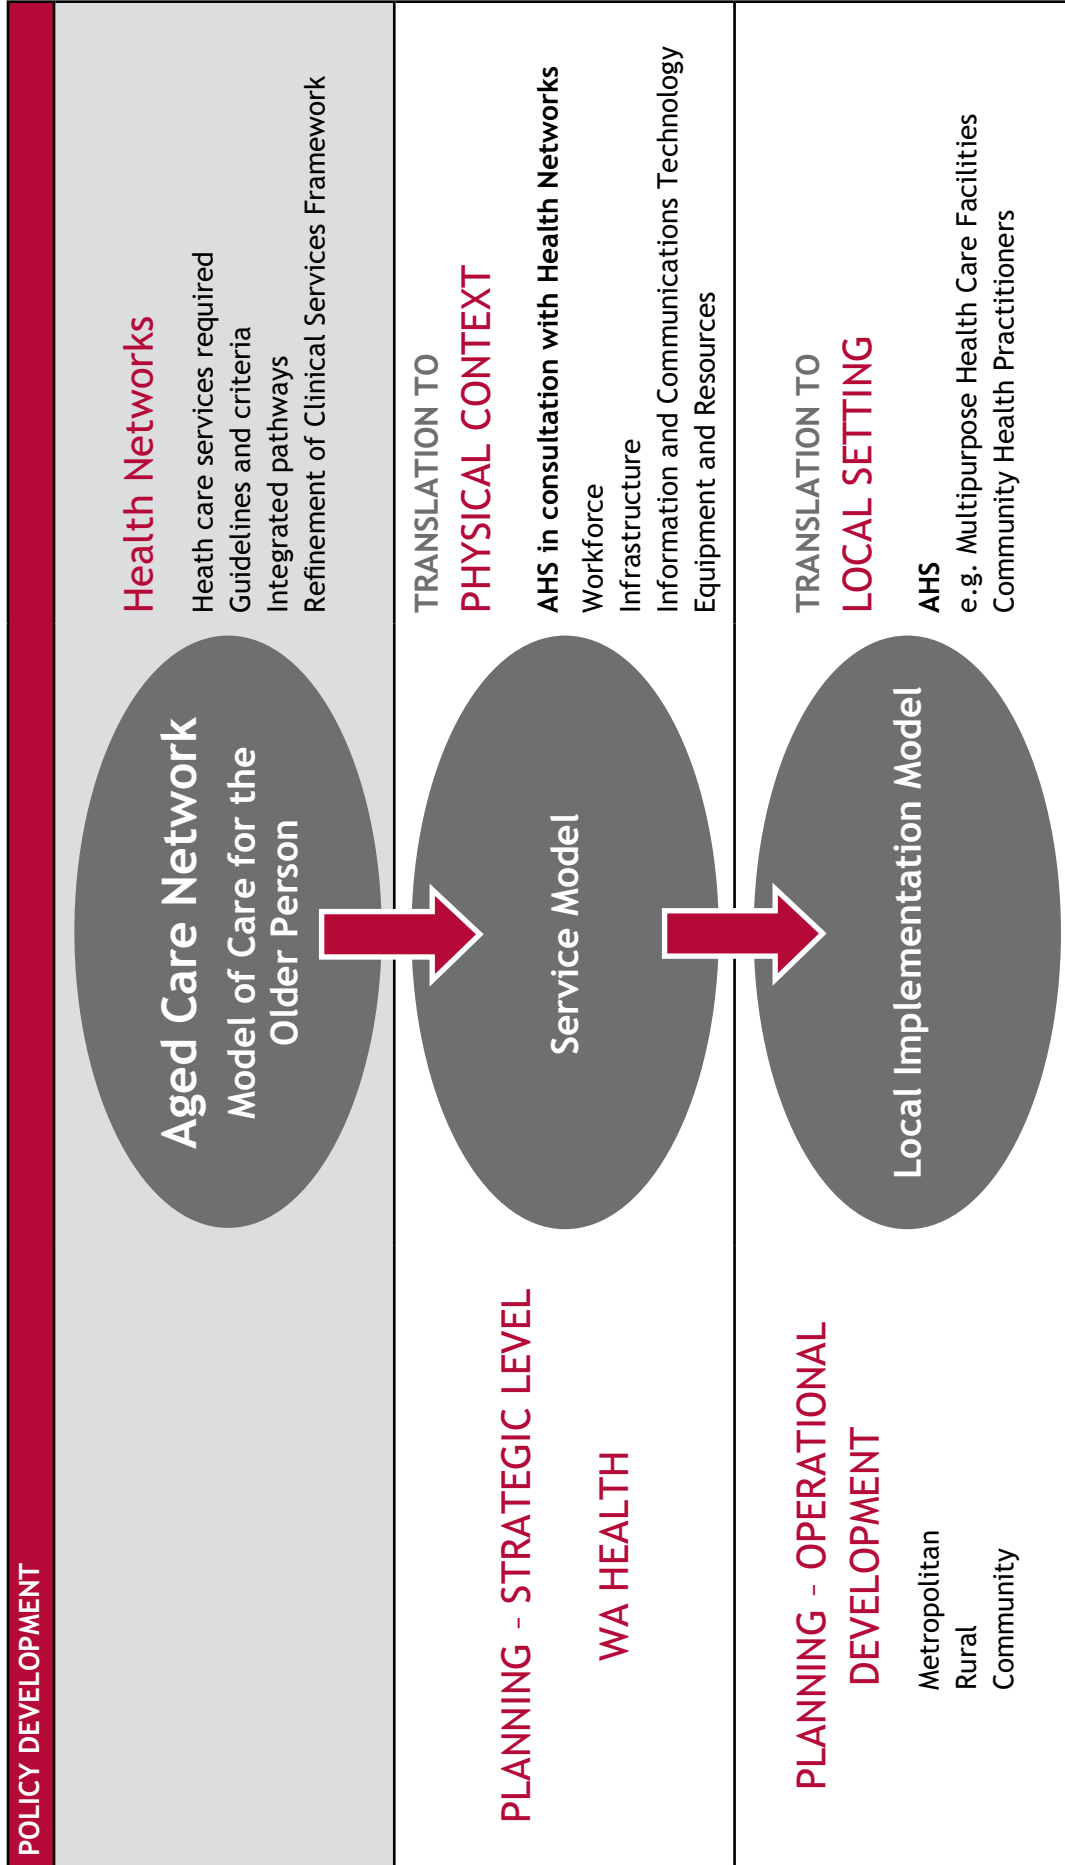 POLICY DEVELOPMENT
Aged Care Network
Model of Care for the
Older Person
Health Networks
Heath care services required
Guidelines and criteria
Integrated pathways
Refinement of Clinical Services Framework
PLANNING – STRATEGIC LEVEL
WA HEALTH
Service Model
TRANSLATION TO
PHYSICAL CONTEXT
AHS in consultation with Health Networks
Workforce
Infrastructure
Information and Communications Technology
Equipment and Resources
PLANNING – OPERATIONAL
DEVELOPMENT
Metropolitan
Rural
Community
Local Implementation Model
TRANSLATION TO
LOCAL SETTING
AHS
e.g. Multipurpose Health Care Facilities
Community Health Practitioners